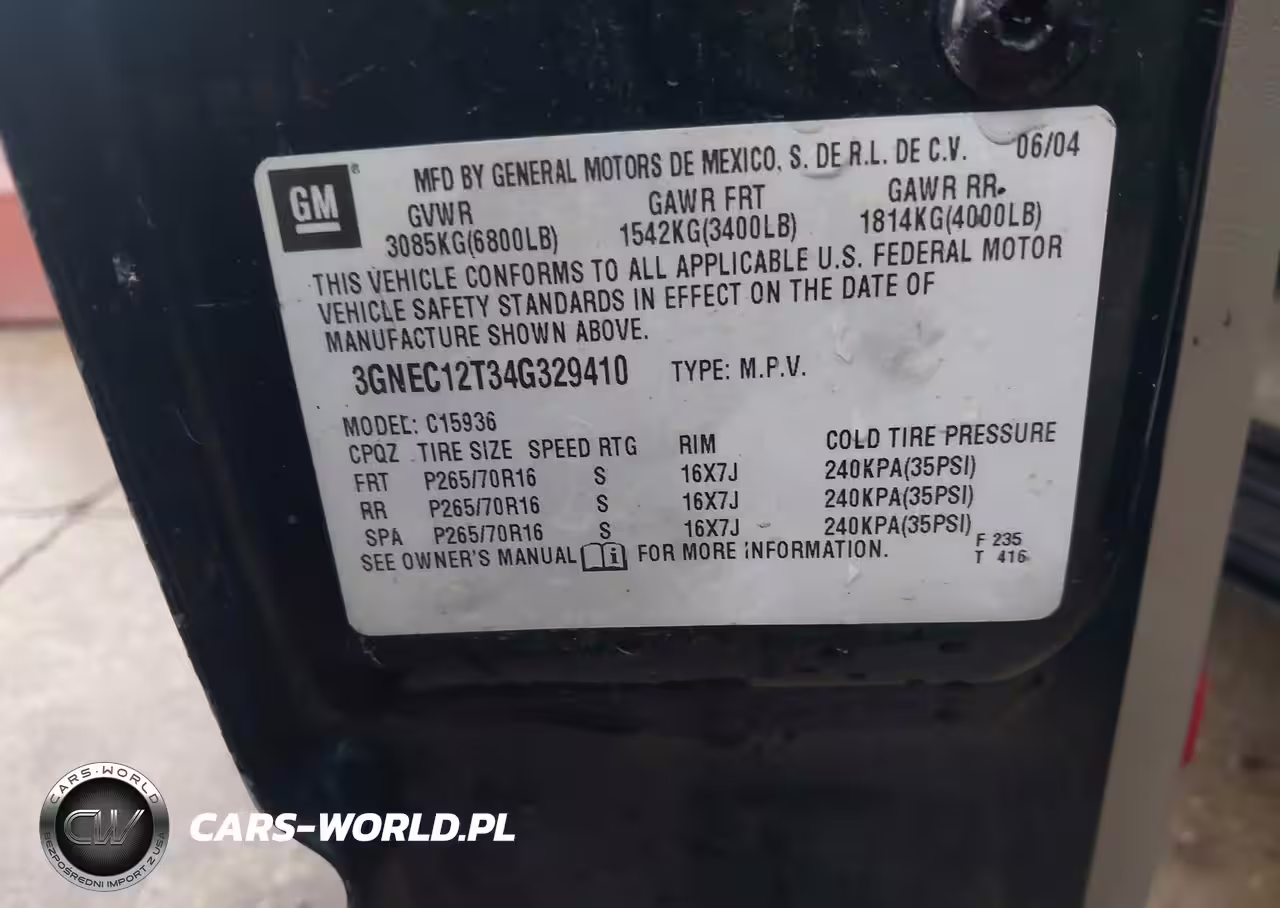 GM ®
MFD BY GENERAL MOTORS DE MEXICO, S. DE R.L. DE C.V. 06/04
GVWR GAWR FRT GAWR RR.
3085KG(6800LB) 1542KG(3400LB) 1814KG(4000LB)
THIS VEHICLE CONFORMS TO ALL APPLICABLE U.S. FEDERAL MOTOR
VEHICLE SAFETY STANDARDS IN EFFECT ON THE DATE OF
MANUFACTURE SHOWN ABOVE.
3GNEC12T34G329410 TYPE: M.P.V.
MODEL: C15936
CPQZ TIRE SIZE SPEED RTG RIM COLD TIRE PRESSURE
FRT P265/70R16 S 16X7J 240KPA(35PSI)
RR P265/70R16 S 16X7J 240KPA(35PSI)
SPA P265/70R16 S 16X7J 240KPA(35PSI)
SEE OWNER'S MANUAL FOR MORE INFORMATION.
F 235
T 416
CARS-WORLD
CW
BEZPOŚREDNI IMPORT Z USA
CARS-WORLD.PL